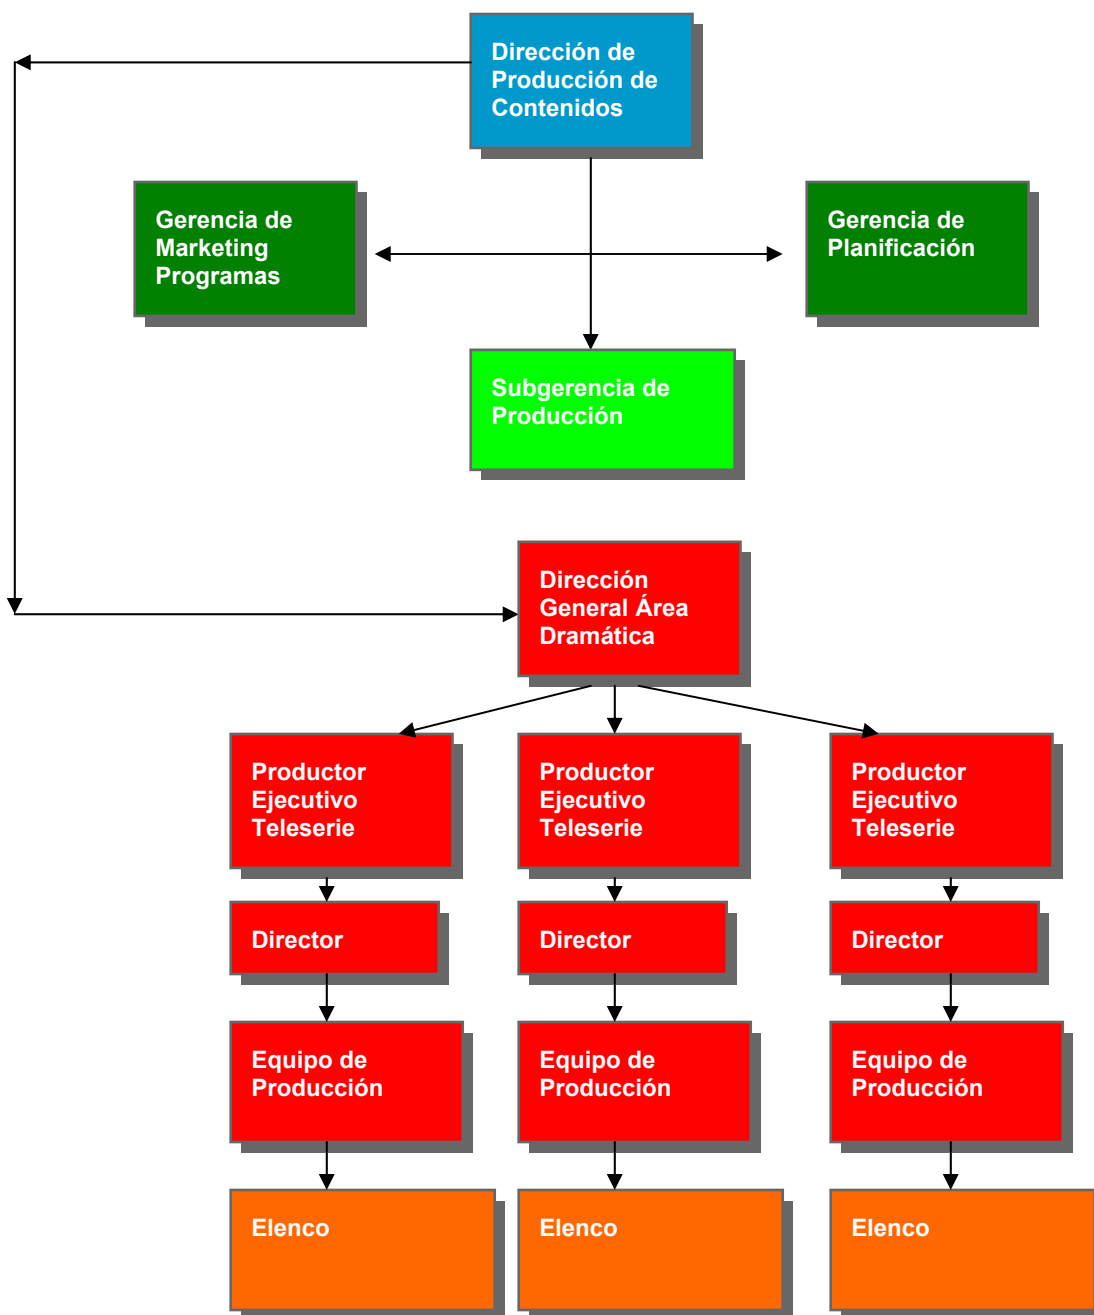 Dirección de
Producción de
Contenidos
Gerencia de
Marketing
Programas
Gerencia de
Planificación
Subgerencia de
Producción
Dirección
General Área
Dramática
Productor
Ejecutivo
Teleserie
Productor
Ejecutivo
Teleserie
Productor
Ejecutivo
Teleserie
Director
Director
Director
Equipo de
Producción
Equipo de
Producción
Equipo de
Producción
Elenco
Elenco
Elenco